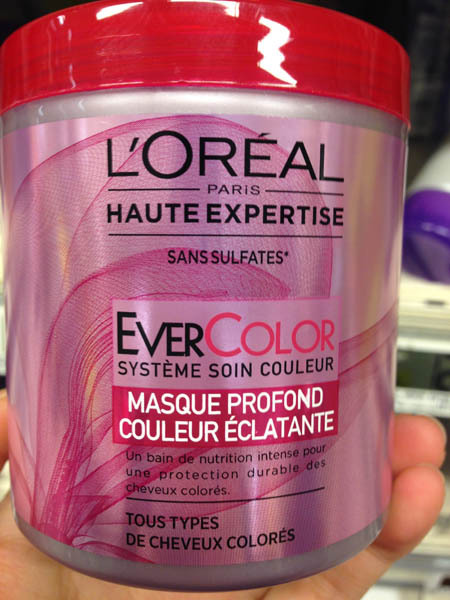 L'ORÉAL
PARIS
HAUTE EXPERTISE
SANS SULFATES*
EVERCOLOR
SYSTÈME SOIN COULEUR
MASQUE PROFOND
COULEUR ÉCLATANTE
Un bain de nutrition intense pour
une protection durable des
cheveux colorés.
TOUS TYPES
DE CHEVEUX COLORÉS